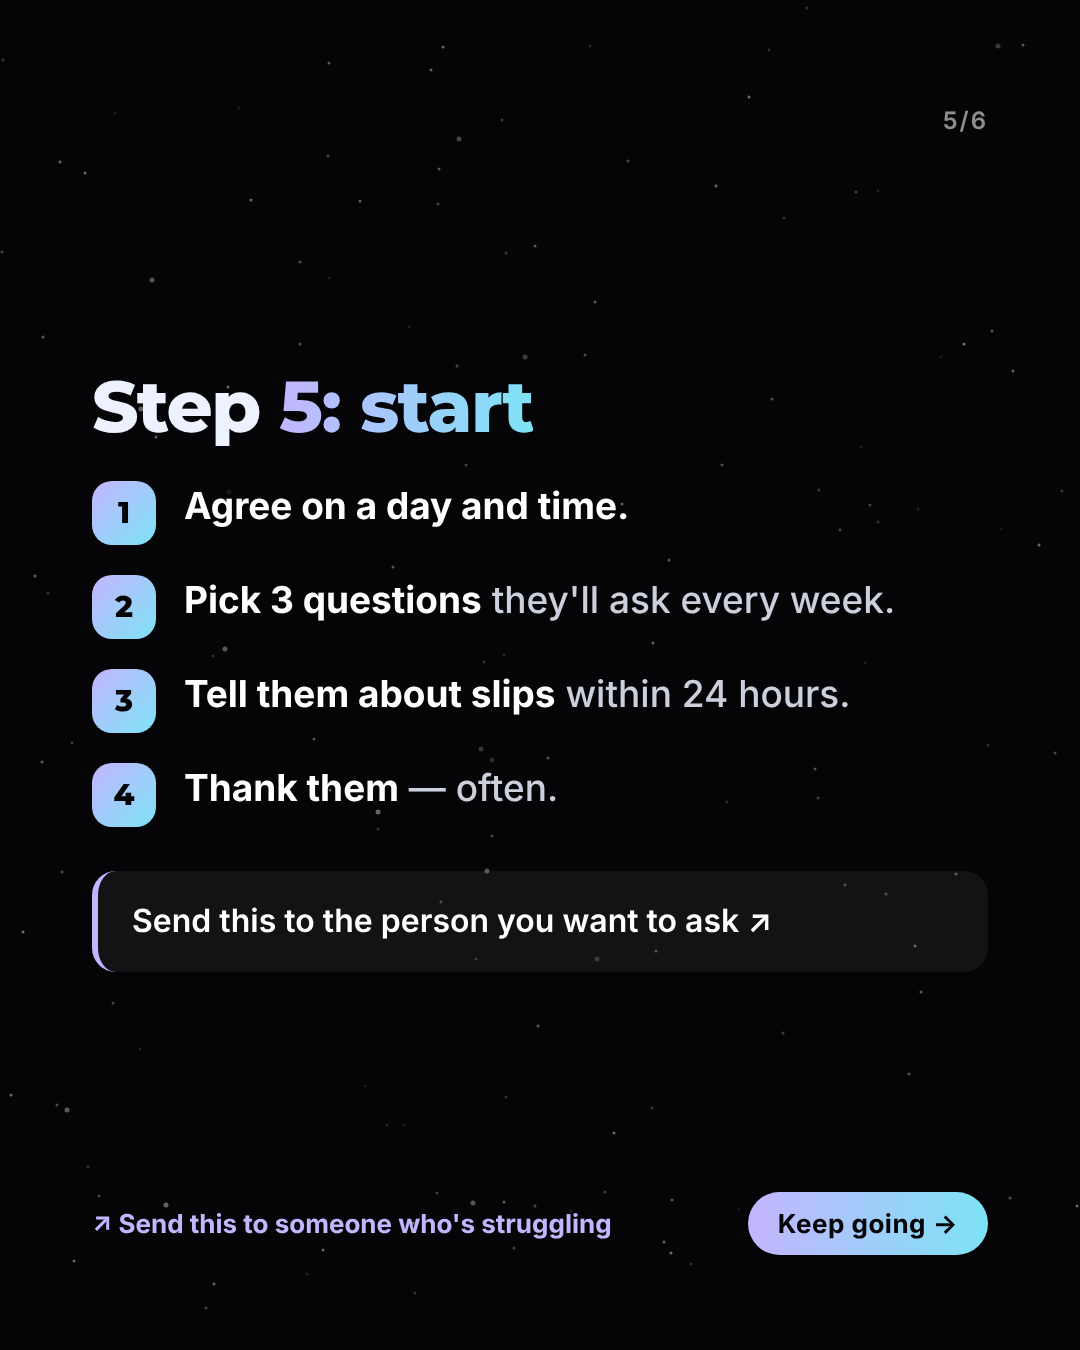 5/6
Step 5: start
1 Agree on a day and time.
2 Pick 3 questions they'll ask every week.
3 Tell them about slips within 24 hours.
4 Thank them — often.
Send this to the person you want to ask ↗
↗ Send this to someone who's struggling
Keep going →